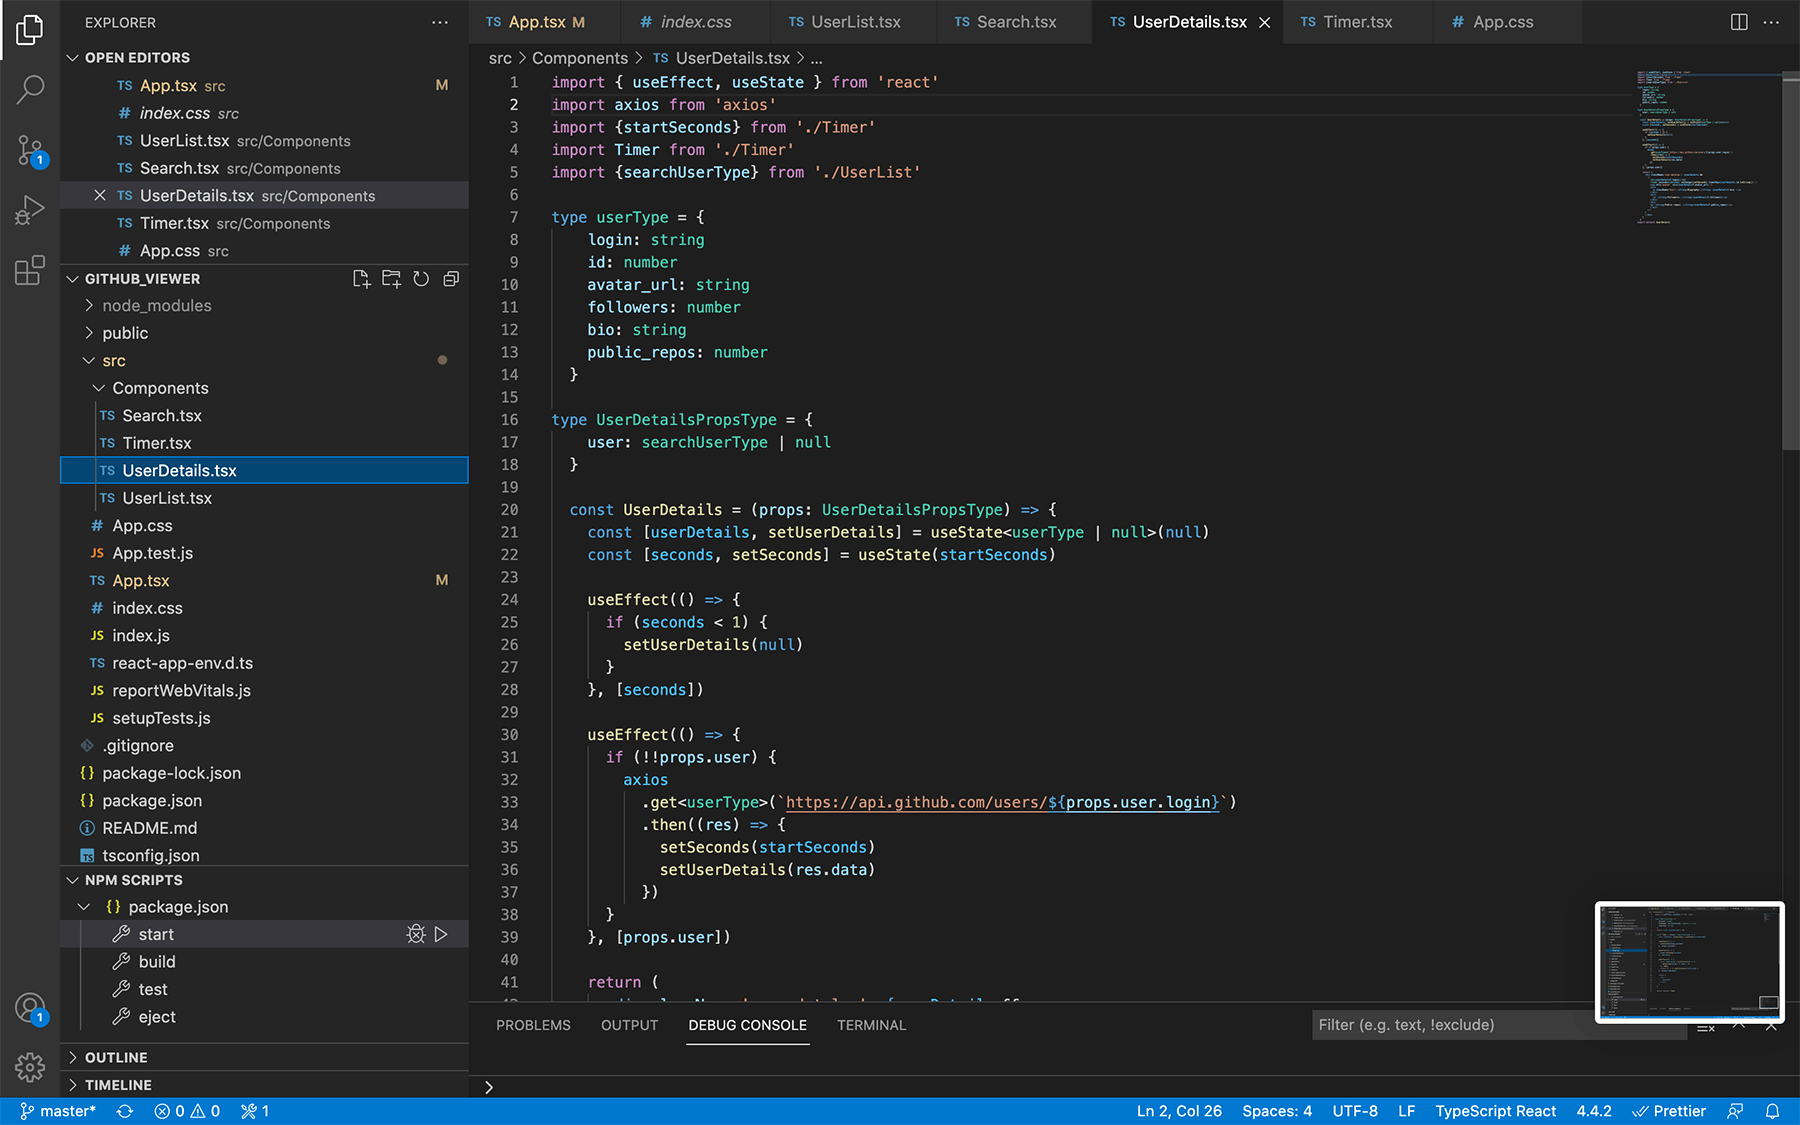 EXPLORER
OPEN EDITORS
TS App.tsx src M
# index.css src
TS UserList.tsx src/Components
TS Search.tsx src/Components
TS UserDetails.tsx src/Components
TS Timer.tsx src/Components
# App.css src
GITHUB_VIEWER
node_modules
public
src
Components
TS Search.tsx
TS Timer.tsx
TS UserDetails.tsx
TS UserList.tsx
# App.css
JS App.test.js
TS App.tsx M
# index.css
JS index.js
TS react-app-env.d.ts
JS reportWebVitals.js
JS setupTests.js
.gitignore
{} package-lock.json
{} package.json
README.md
TS tsconfig.json
NPM SCRIPTS
{} package.json
start
build
test
eject
OUTLINE
TIMELINE
1
1
TS App.tsx M # index.css TS UserList.tsx TS Search.tsx TS UserDetails.tsx TS Timer.tsx # App.css
src > Components > TS UserDetails.tsx > ...
1 import { useEffect, useState } from 'react'
2 import axios from 'axios'
3 import {startSeconds} from './Timer'
4 import Timer from './Timer'
5 import {searchUserType} from './UserList'
6
7 type userType = {
8 login: string
9 id: number
10 avatar_url: string
11 followers: number
12 bio: string
13 public_repos: number
14 }
15
16 type UserDetailsPropsType = {
17 user: searchUserType | null
18 }
19
20 const UserDetails = (props: UserDetailsPropsType) => {
21 const [userDetails, setUserDetails] = useState<userType | null>(null)
22 const [seconds, setSeconds] = useState(startSeconds)
23
24 useEffect(() => {
25 if (seconds < 1) {
26 setUserDetails(null)
27 }
28 }, [seconds])
29
30 useEffect(() => {
31 if (!!props.user) {
32 axios
33 .get<userType>(`https://api.github.com/users/${props.user.login}`)
34 .then((res) => {
35 setSeconds(startSeconds)
36 setUserDetails(res.data)
37 })
38 }
39 }, [props.user])
40
41 return (
PROBLEMS OUTPUT DEBUG CONSOLE TERMINAL Filter (e.g. text, !exclude)
>
master* 0 0 1 Ln 2, Col 26 Spaces: 4 UTF-8 LF TypeScript React 4.4.2 Prettier